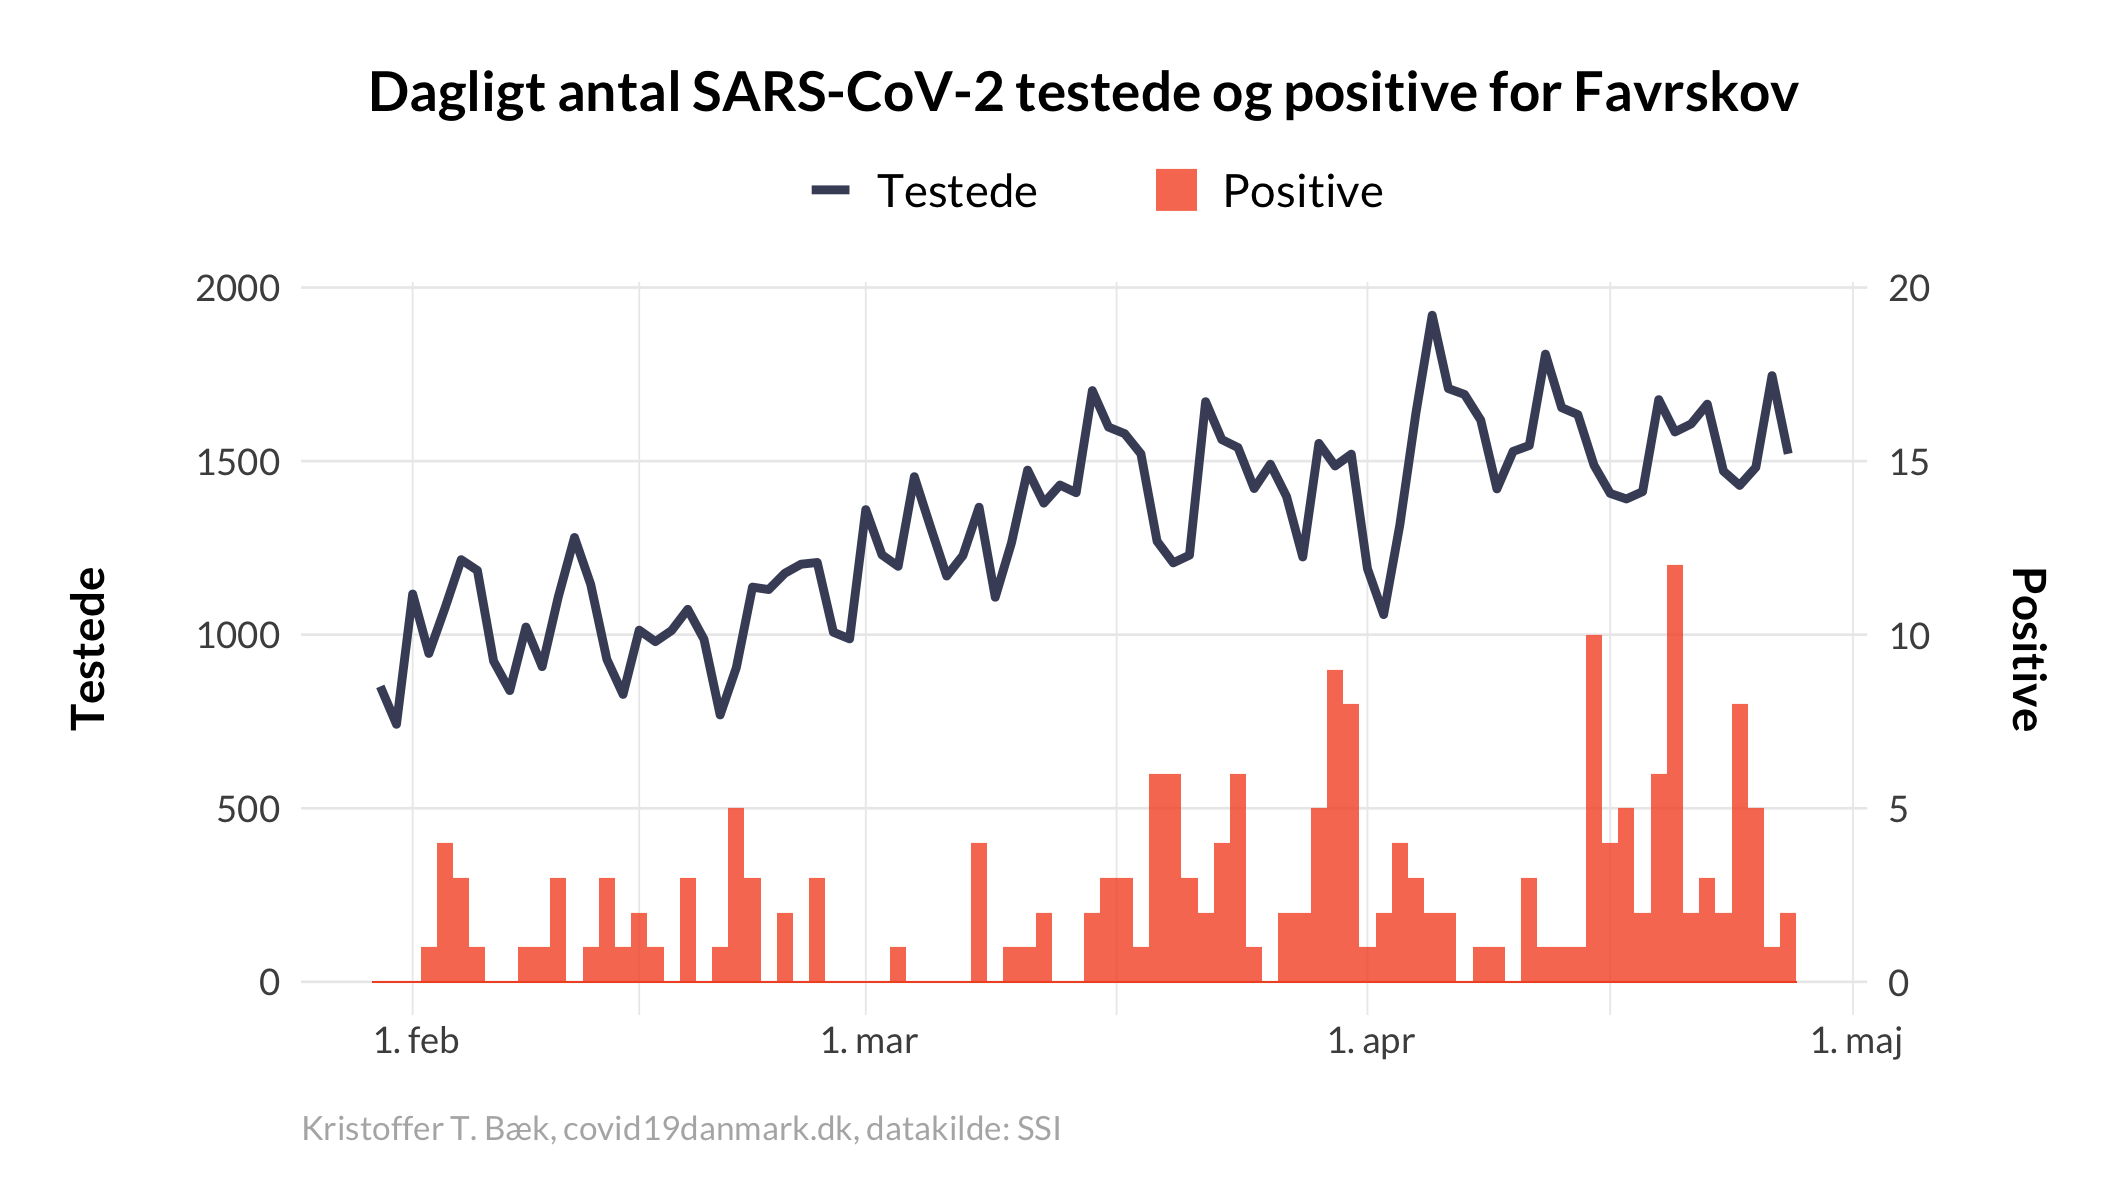 Dagligt antal SARS-CoV-2 testede og positive for Favrskov
Testede
Positive
2000
1500
1000
500
0
20
15
10
5
0
Testede
Positive
1. feb
1. mar
1. apr
1. maj
Kristoffer T. Bæk, covid19danmark.dk, datakilde: SSI